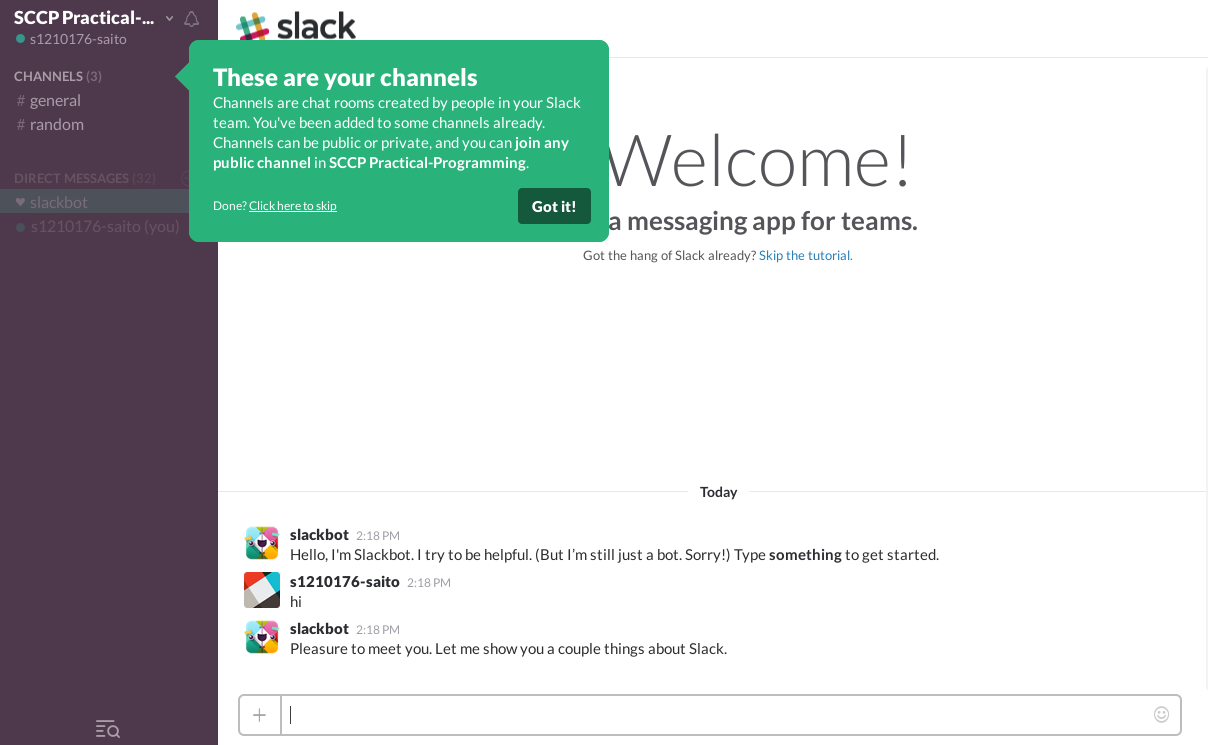 SCCP Practical-...
s1210176-saito
CHANNELS (3)
# general
# random
DIRECT MESSAGES (32)
slackbot
s1210176-saito (you)
slack
These are your channels
Channels are chat rooms created by people in your Slack
team. You've been added to some channels already.
Channels can be public or private, and you can join any
public channel in SCCP Practical-Programming.
Done? Click here to skip
Got it!
Welcome!
a messaging app for teams.
Got the hang of Slack already? Skip the tutorial.
Today
slackbot 2:18 PM
Hello, I'm Slackbot. I try to be helpful. (But I’m still just a bot. Sorry!) Type something to get started.
s1210176-saito 2:18 PM
hi
slackbot 2:18 PM
Pleasure to meet you. Let me show you a couple things about Slack.